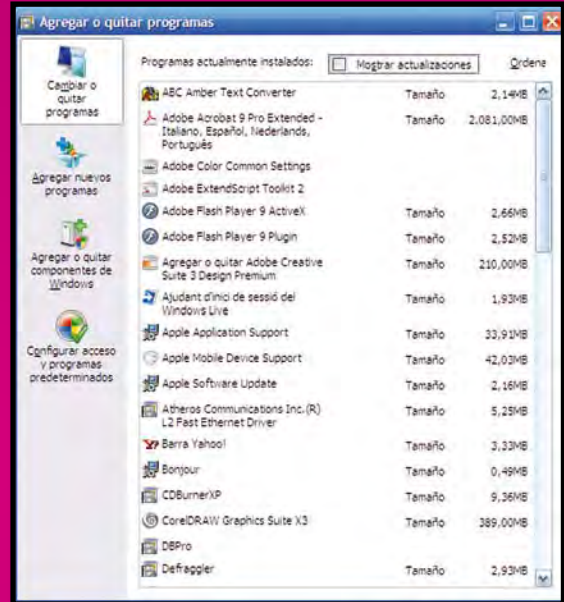 Agregar o quitar programas
Cambiar o
quitar
programas
Agregar nuevos
programas
Agregar o quitar
componentes de
Windows
Configurar acceso
y programas
predeterminados
Programas actualmente instalados: Mostrar actualizaciones Ordena
ABC Amber Text Converter Tamaño 2,14MB
Adobe Acrobat 9 Pro Extended - Tamaño 2.081,00MB
Italiano, Español, Nederlands,
Português
Adobe Color Common Settings
Adobe ExtendScript Toolkit 2
Adobe Flash Player 9 ActiveX Tamaño 2,66MB
Adobe Flash Player 9 Plugin Tamaño 2,52MB
Agregar o quitar Adobe Creative Tamaño 210,00MB
Suite 3 Design Premium
Ajudant d'inici de sessió del Tamaño 1,93MB
Windows Live
Apple Application Support Tamaño 33,91MB
Apple Mobile Device Support Tamaño 42,03MB
Apple Software Update Tamaño 2,16MB
Atheros Communications Inc.(R) Tamaño 5,25MB
L2 Fast Ethernet Driver
Barra Yahoo! Tamaño 3,33MB
Bonjour Tamaño 0,49MB
CDBurnerXP Tamaño 9,36MB
CorelDRAW Graphics Suite X3 Tamaño 389,00MB
DBPro
Defraggler Tamaño 2,93MB